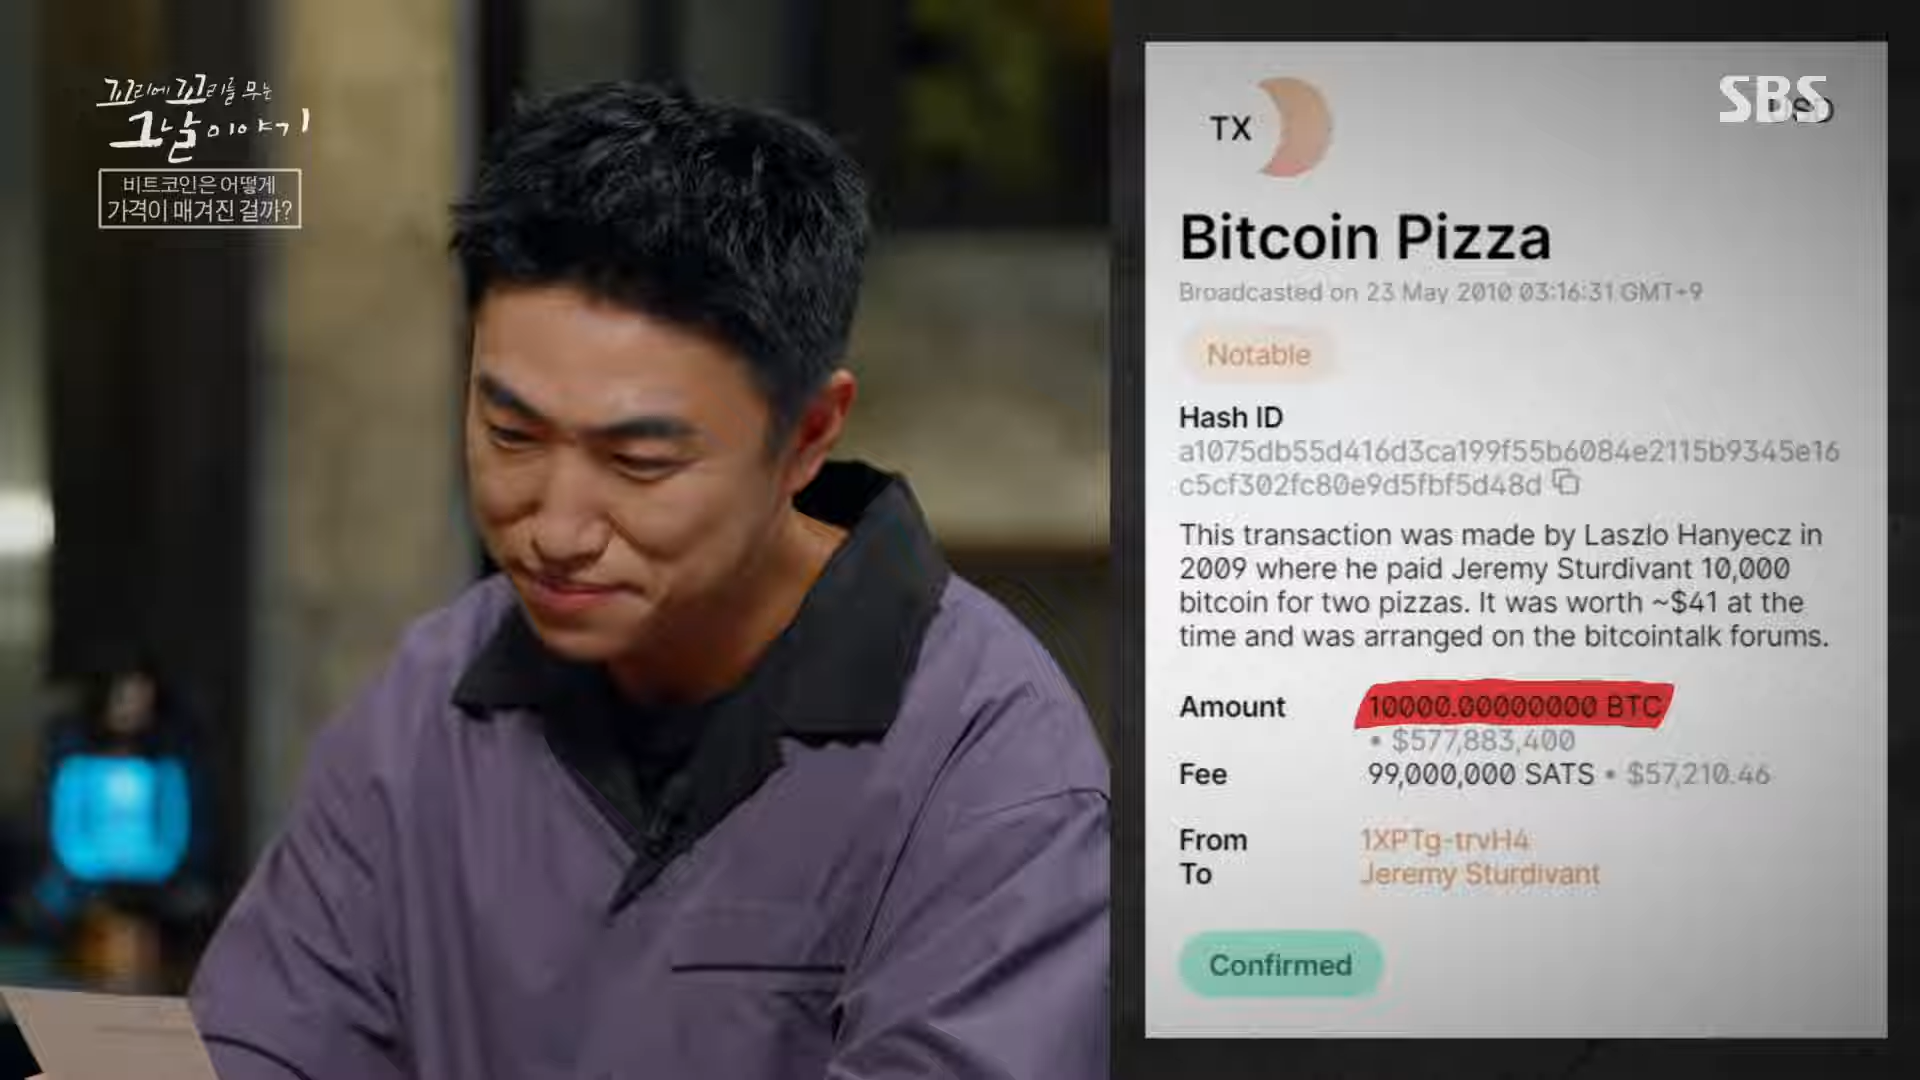 꼬리에 꼬리를 무는
그날 이야기
비트코인은 어떻게
가격이 매겨진 걸까?
SBS
TX
USD
Bitcoin Pizza
Broadcasted on 23 May 2010 03:16:31 GMT+9
Notable
Hash ID
a1075db55d416d3ca199f55b6084e2115b9345e16
c5cf302fc80e9d5fbf5d48d
This transaction was made by Laszlo Hanyecz in
2009 where he paid Jeremy Sturdivant 10,000
bitcoin for two pizzas. It was worth ~$41 at the
time and was arranged on the bitcointalk forums.
Amount 10000.00000000 BTC
• $577,883,400
Fee 99,000,000 SATS • $57,210.46
From 1XPTg-trvH4
To Jeremy Sturdivant
Confirmed